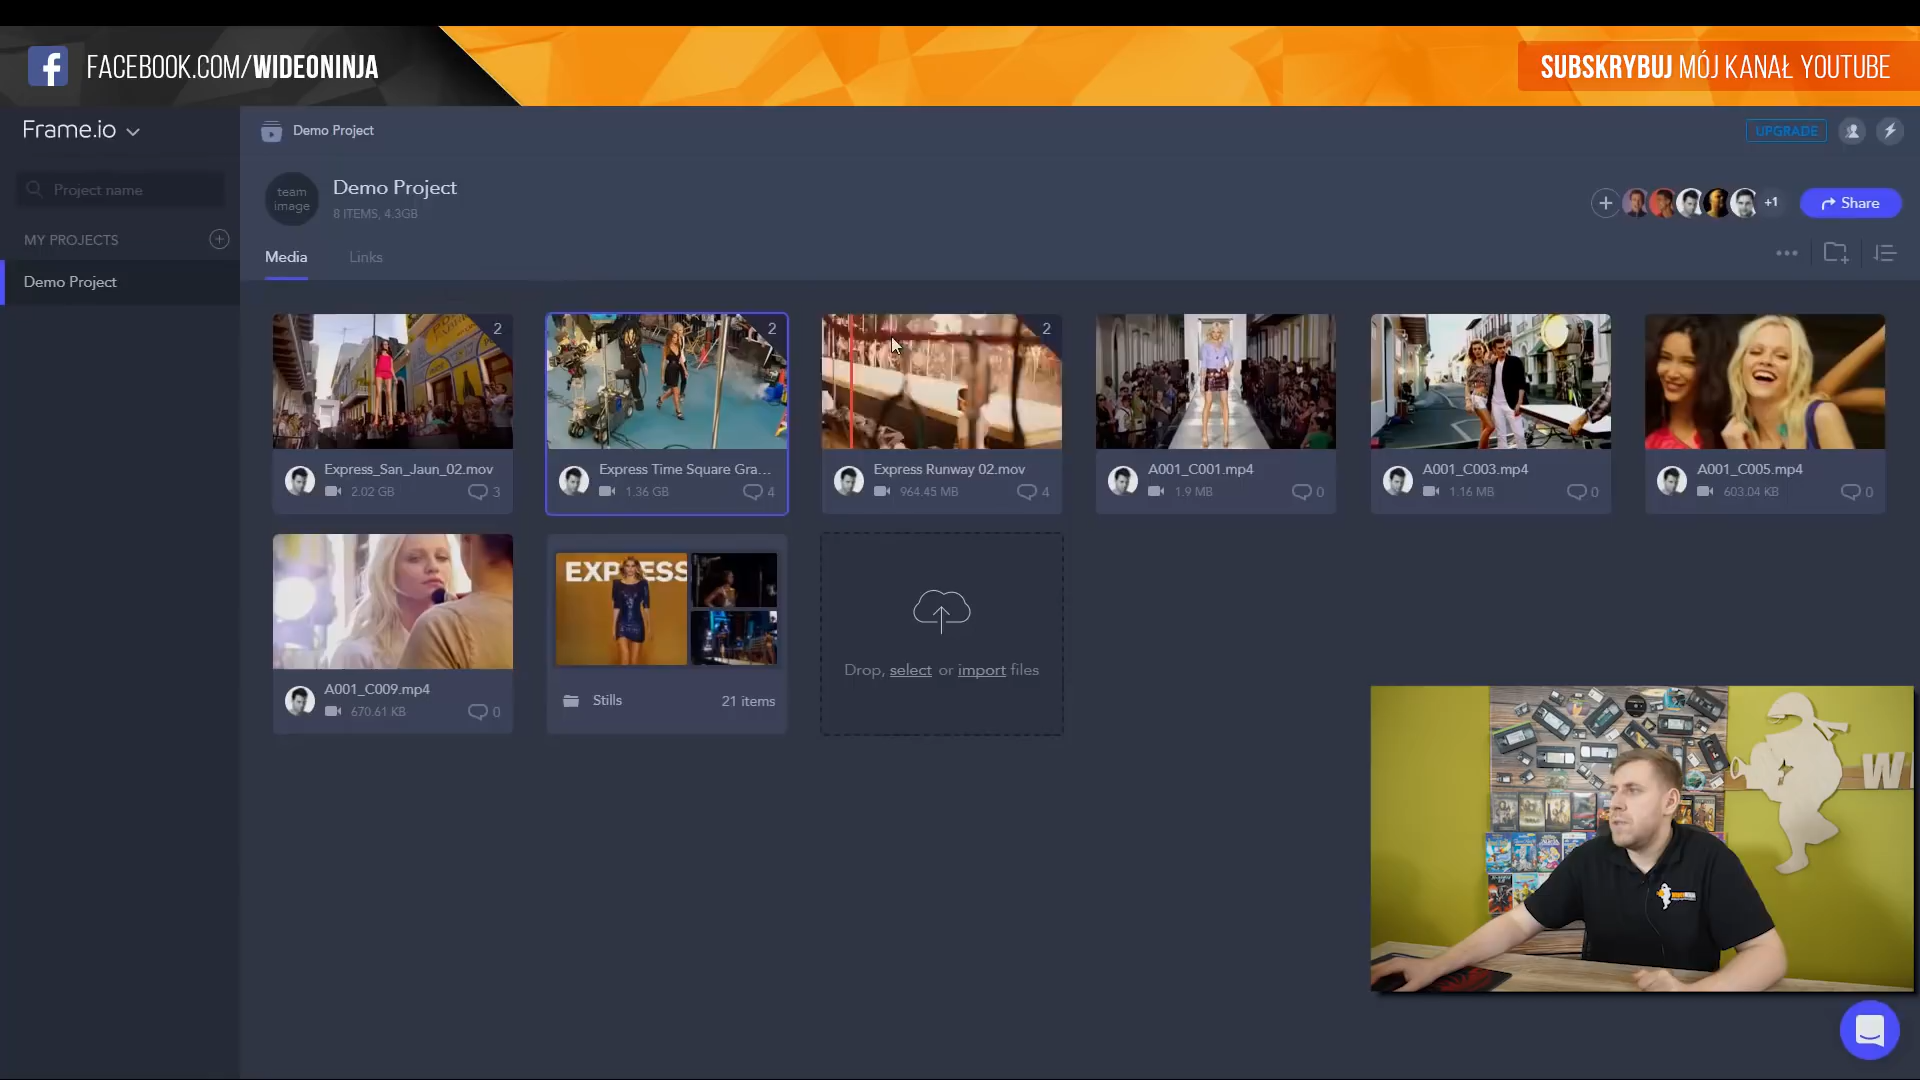 FACEBOOK.COM/WIDEONINJA
SUBSKRYBUJ MÓJ KANAŁ YOUTUBE
Frame.io
Demo Project
UPGRADE
Project name
team
image
Demo Project
8 ITEMS, 4.3GB
+1
Share
MY PROJECTS
Media
Links
Demo Project
2
2
2
Express_San_Jaun_02.mov
2.02 GB
3
Express Time Square Gra...
1.36 GB
4
Express Runway 02.mov
964.45 MB
4
A001_C001.mp4
1.9 MB
0
A001_C003.mp4
1.16 MB
0
A001_C005.mp4
603.04 KB
0
A001_C009.mp4
670.61 KB
0
EXPRESS
Stills
21 items
Drop, select or import files